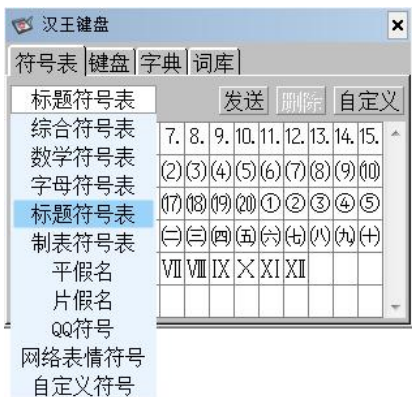 汉王键盘
符号表 键盘 字典 词库
标题符号表 发送 删除 自定义
综合符号表
数学符号表
字母符号表
标题符号表
制表符号表
平假名
片假名
QQ符号
网络表情符号
自定义符号
7. 8. 9. 10. 11. 12. 13. 14. 15.
⑵ ⑶ ⑷ ⑸ ⑹ ⑺ ⑻ ⑼ ⑽
⒄ ⒅ ⒆ ⒇ ① ② ③ ④ ⑤
㈡ ㈢ ㈣ ㈤ ㈥ ㈦ ㈧ ㈨ ㈩
Ⅶ Ⅷ Ⅸ Ⅹ Ⅺ Ⅻ